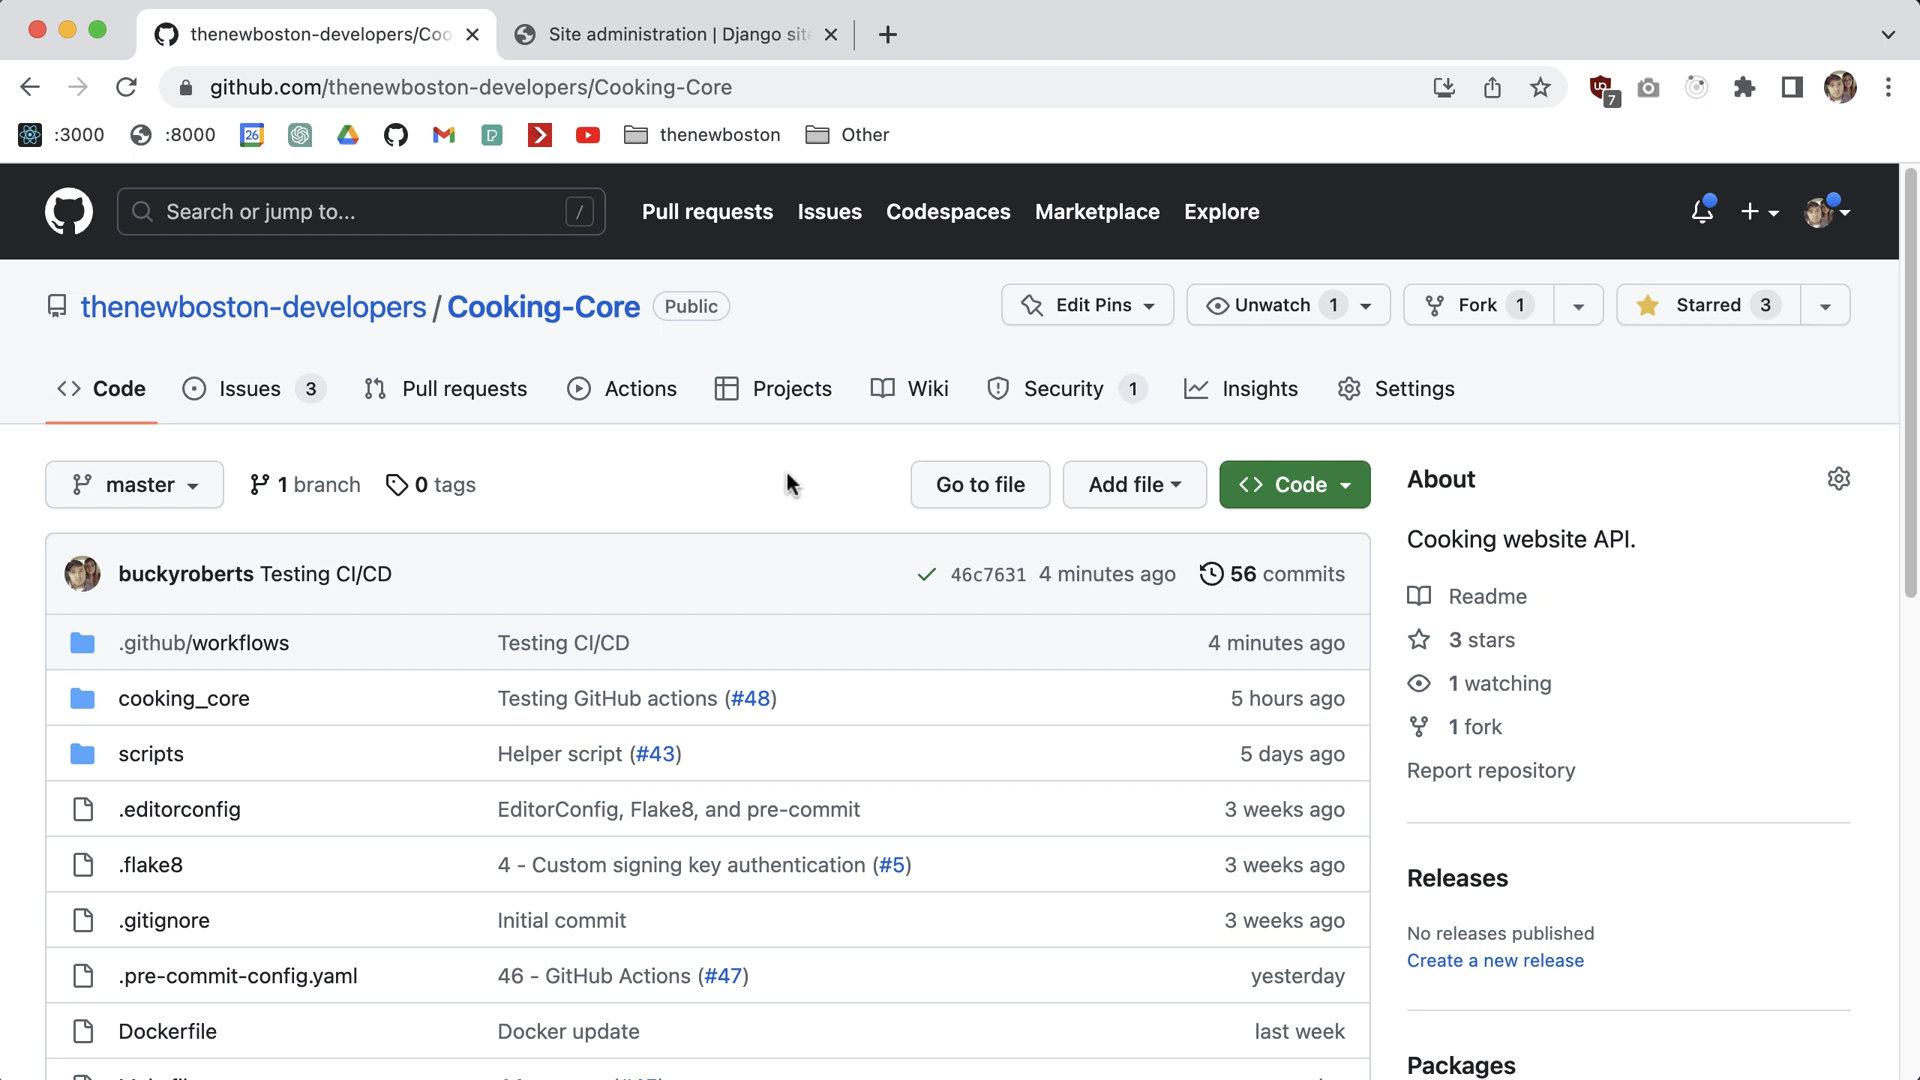 thenewboston-developers/Coo
Site administration | Django sit
github.com/thenewboston-developers/Cooking-Core
7
:3000
:8000
26
thenewboston
Other
Search or jump to...
/
Pull requests
Issues
Codespaces
Marketplace
Explore
thenewboston-developers / Cooking-Core
Public
Edit Pins
Unwatch 1
Fork 1
Starred 3
Code
Issues 3
Pull requests
Actions
Projects
Wiki
Security 1
Insights
Settings
master
1 branch
0 tags
Go to file
Add file
Code
buckyroberts Testing CI/CD
46c7631 4 minutes ago
56 commits
.github/workflows
Testing CI/CD
4 minutes ago
cooking_core
Testing GitHub actions (#48)
5 hours ago
scripts
Helper script (#43)
5 days ago
.editorconfig
EditorConfig, Flake8, and pre-commit
3 weeks ago
.flake8
4 - Custom signing key authentication (#5)
3 weeks ago
.gitignore
Initial commit
3 weeks ago
.pre-commit-config.yaml
46 - GitHub Actions (#47)
yesterday
Dockerfile
Docker update
last week
About
Cooking website API.
Readme
3 stars
1 watching
1 fork
Report repository
Releases
No releases published
Create a new release
Packages